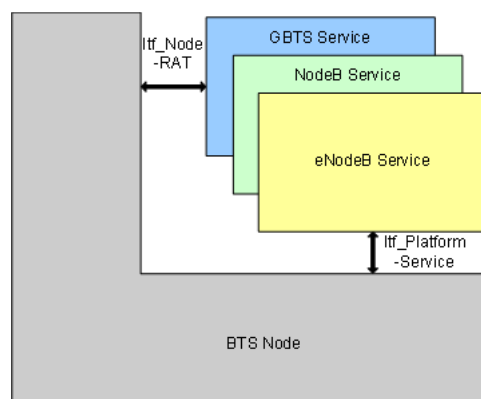 GBTS Service
Itf_Node
-RAT
NodeB Service
eNodeB Service
Itf_Platform
-Service
BTS Node